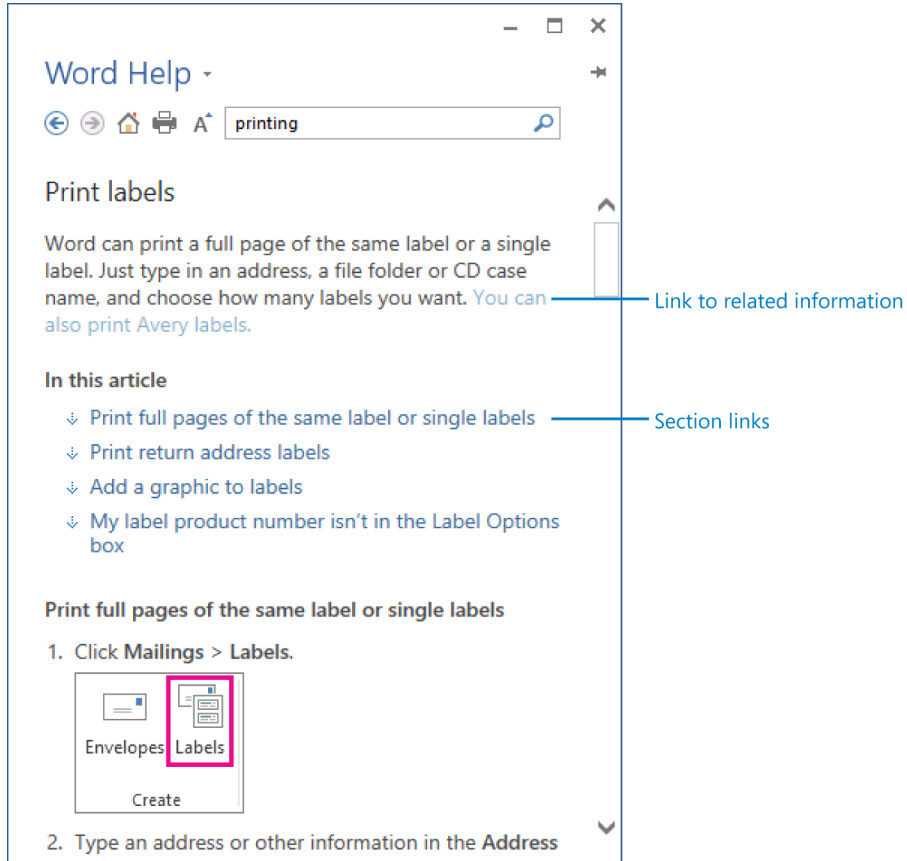 Word Help
A
printing
Print labels
Word can print a full page of the same label or a single
label. Just type in an address, a file folder or CD case
name, and choose how many labels you want. You can
also print Avery labels.
Link to related information
In this article
Print full pages of the same label or single labels
Section links
Print return address labels
Add a graphic to labels
My label product number isn't in the Label Options
box
Print full pages of the same label or single labels
1. Click Mailings > Labels.
Envelopes Labels
Create
2. Type an address or other information in the Address